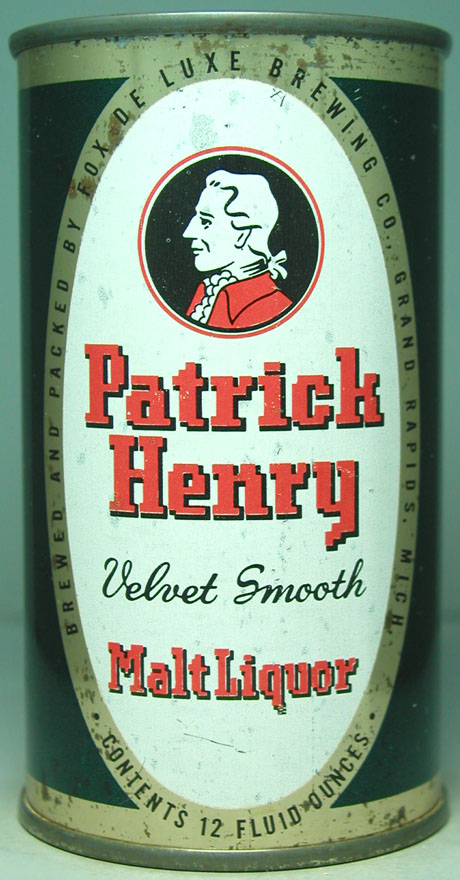 BREWED AND PACKED BY FOX DE LUXE BREWING CO., GRAND RAPIDS, MICH.
Patrick
Henry
Velvet Smooth
Malt Liquor
• CONTENTS 12 FLUID OUNCES •